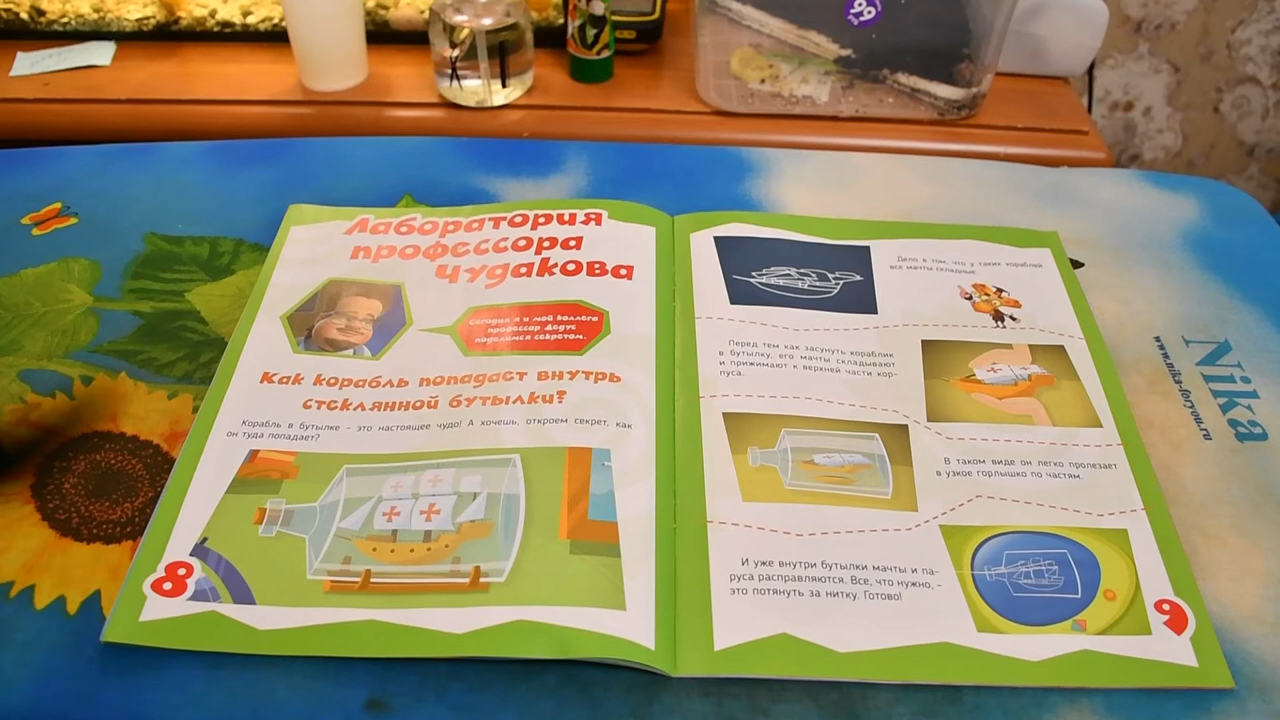 99
РУБ
Лаборатория
профессора
Чудакова
Сегодня я и мой коллега
профессор Дедус
поделимся секретом.
Как корабль попадает внутрь
стеклянной бутылки?
Корабль в бутылке – это настоящее чудо! А хочешь, откроем секрет, как
он туда попадает?
8
Дело в том, что у таких кораблей
все мачты складные.
Перед тем как засунуть кораблик
в бутылку, его мачты складывают
и прижимают к верхней части кор-
пуса.
В таком виде он легко пролезает
в узкое горлышко по частям.
И уже внутри бутылки мачты и па-
руса расправляются. Все, что нужно, –
это потянуть за нитку. Готово!
9
Nika
www.nika-foryou.ru